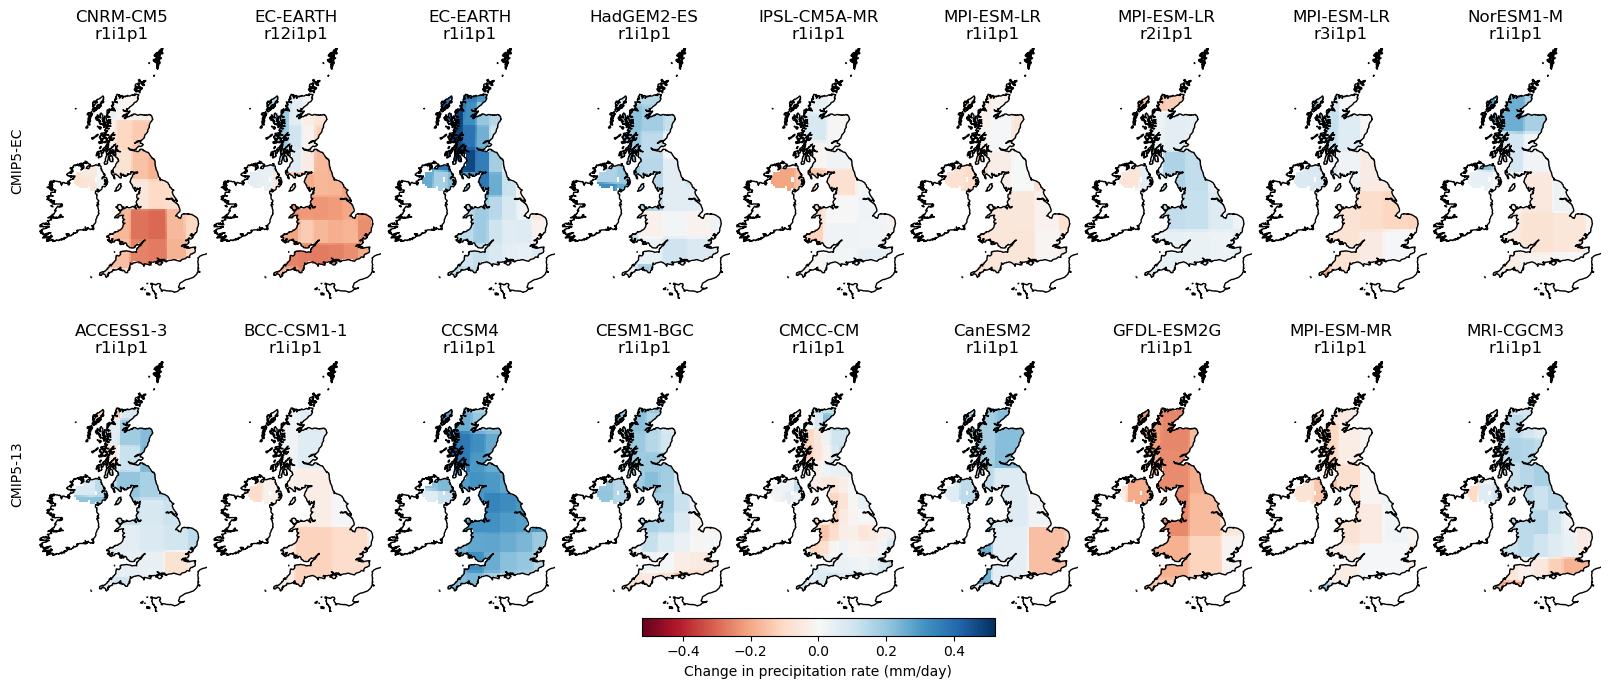 CNRM-CM5 EC-EARTH EC-EARTH HadGEM2-ES IPSL-CM5A-MR MPI-ESM-LR MPI-ESM-LR MPI-ESM-LR NorESM1-M
r1i1p1 r12i1p1 r1i1p1 r1i1p1 r1i1p1 r1i1p1 r2i1p1 r3i1p1 r1i1p1
CMIP5-EC
ACCESS1-3 BCC-CSM1-1 CCSM4 CESM1-BGC CMCC-CM CanESM2 GFDL-ESM2G MPI-ESM-MR MRI-CGCM3
r1i1p1 r1i1p1 r1i1p1 r1i1p1 r1i1p1 r1i1p1 r1i1p1 r1i1p1 r1i1p1
CMIP5-13
−0.4 −0.2 0.0 0.2 0.4
Change in precipitation rate (mm/day)